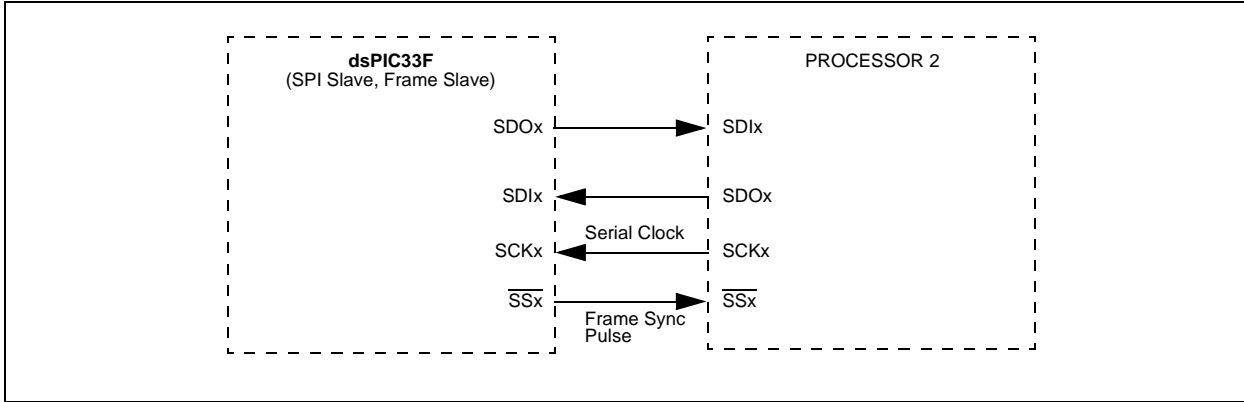 dsPIC33F
(SPI Slave, Frame Slave)
PROCESSOR 2
SDOx
SDIx
SDIx
SDOx
Serial Clock
SCKx
SCKx
SSx
SSx
Frame Sync
Pulse